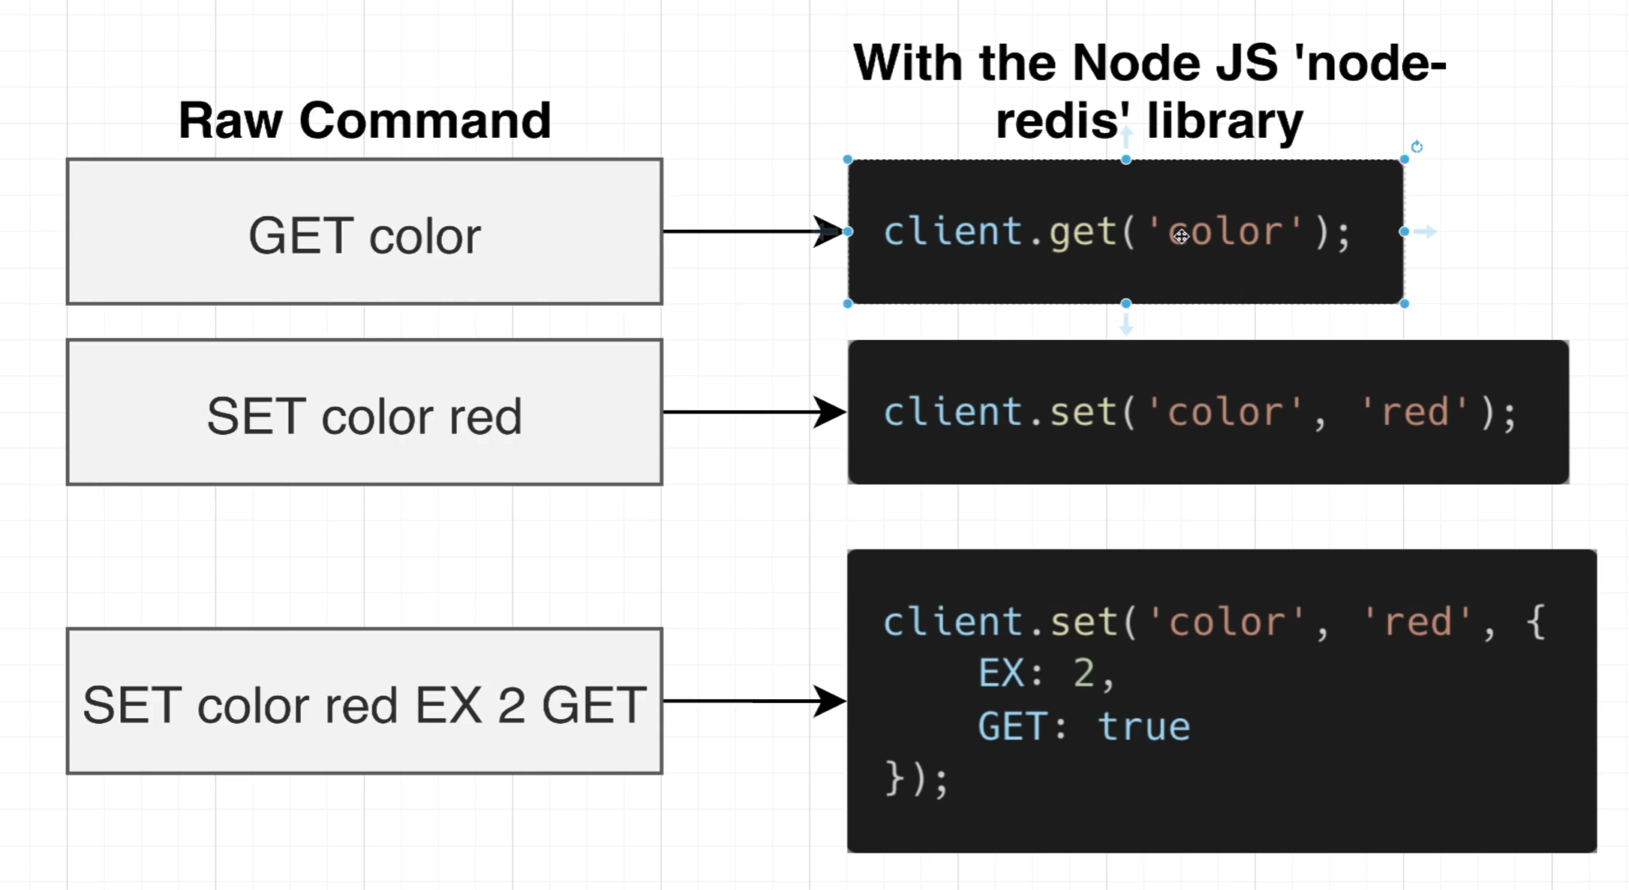 Raw Command
With the Node JS 'node-
redis' library
GET color
client.get('color');
SET color red
client.set('color', 'red');
SET color red EX 2 GET
client.set('color', 'red', {
EX: 2,
GET: true
});